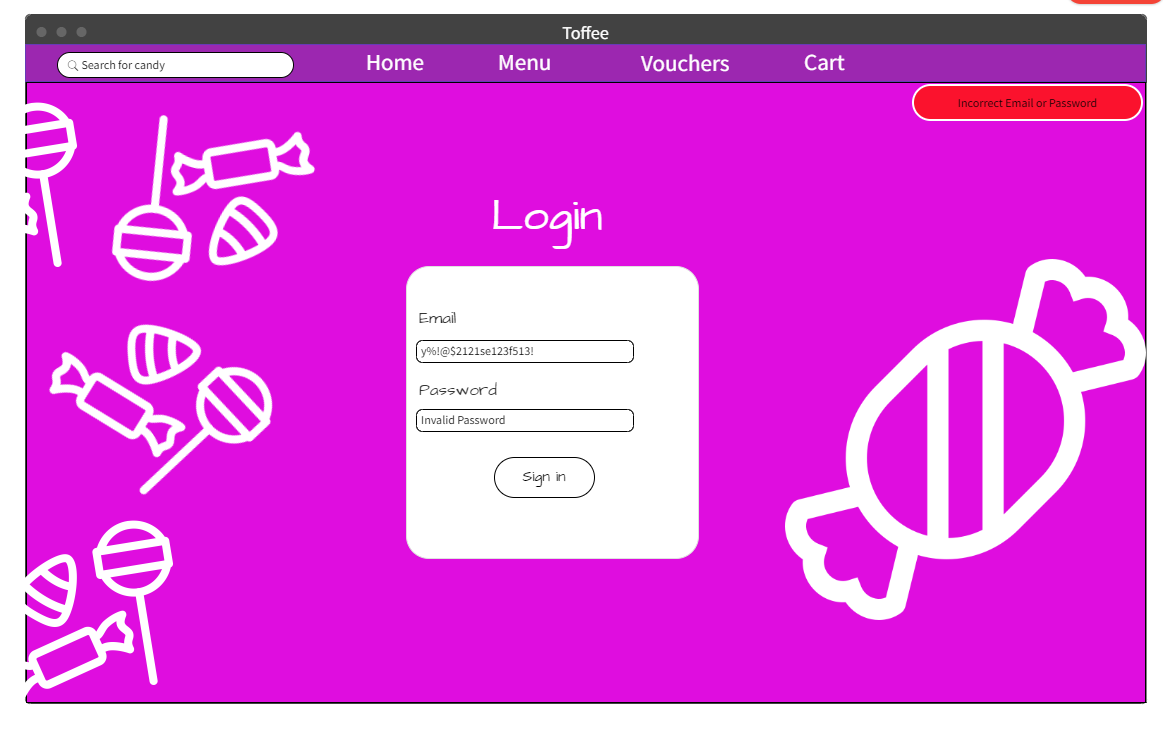 Toffee
Search for candy
Home
Menu
Vouchers
Cart
Incorrect Email or Password
Login
Email
y%!@$2121se123f513!
Password
Invalid Password
Sign in